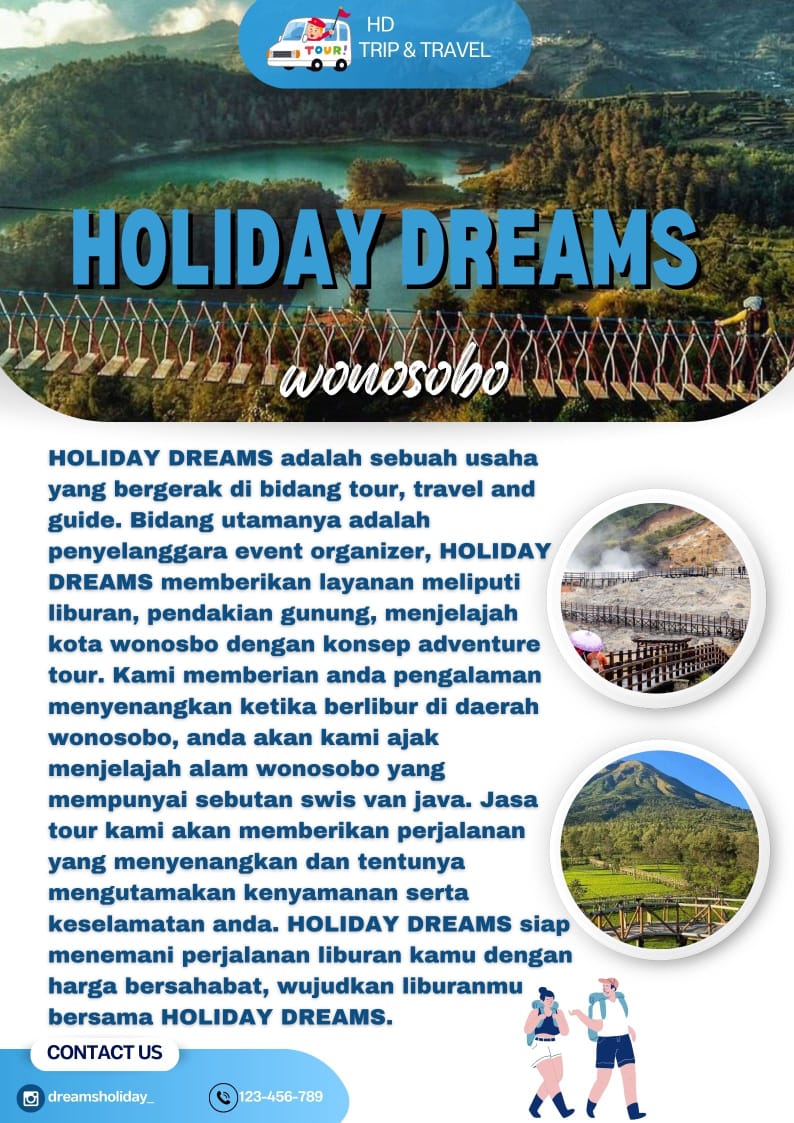 HD
TRIP & TRAVEL
TOUR!
HOLIDAY DREAMS
wonosobo
HOLIDAY DREAMS adalah sebuah usaha
yang bergerak di bidang tour, travel and
guide. Bidang utamanya adalah
penyelanggara event organizer, HOLIDAY
DREAMS memberikan layanan meliputi
liburan, pendakian gunung, menjelajah
kota wonosbo dengan konsep adventure
tour. Kami memberian anda pengalaman
menyenangkan ketika berlibur di daerah
wonosobo, anda akan kami ajak
menjelajah alam wonosobo yang
mempunyai sebutan swis van java. Jasa
tour kami akan memberikan perjalanan
yang menyenangkan dan tentunya
mengutamakan kenyamanan serta
keselamatan anda. HOLIDAY DREAMS siap
menemani perjalanan liburan kamu dengan
harga bersahabat, wujudkan liburanmu
bersama HOLIDAY DREAMS.
CONTACT US
dreamsholiday_
123-456-789